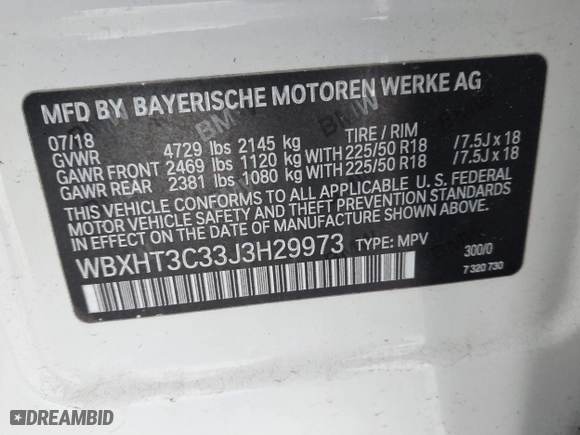 MFD BY BAYERISCHE MOTOREN WERKE AG
07/18 TIRE / RIM
GVWR 4729 lbs 2145 kg
GAWR FRONT 2469 lbs 1120 kg WITH 225/50 R18 /7.5J x 18
GAWR REAR 2381 lbs 1080 kg WITH 225/50 R18 /7.5J x 18
THIS VEHICLE CONFORMS TO ALL APPLICABLE U. S. FEDERAL
MOTOR VEHICLE SAFETY, BUMPER, AND THEFT PREVENTION
STANDARDS IN EFFECT ON THE DATE OF MANUFACTURE
SHOWN ABOVE.
WBXHT3C33J3H29973 TYPE: MPV
300/0
7 320 730
DREAMBID